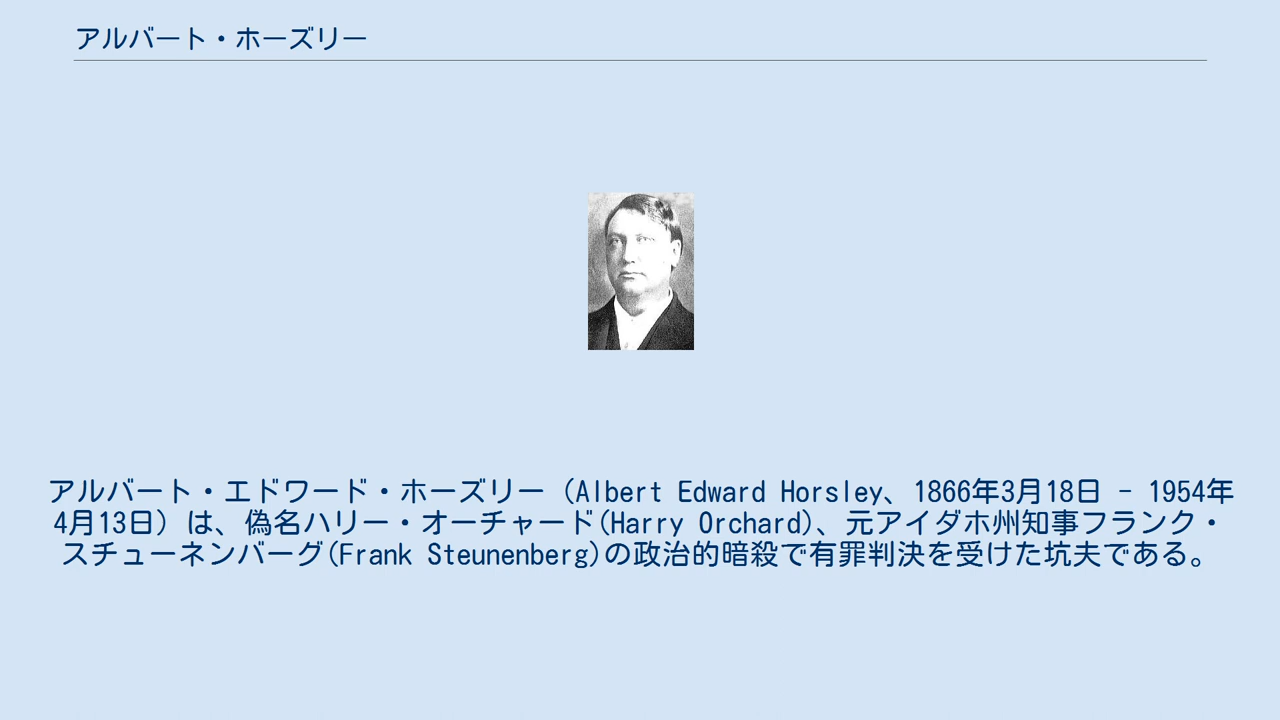 アルバート・ホーズリー
アルバート・エドワード・ホーズリー（Albert Edward Horsley、1866年3月18日 – 1954年
4月13日）は、偽名ハリー・オーチャード(Harry Orchard)、元アイダホ州知事フランク・
スチューネンバーグ(Frank Steunenberg)の政治的暗殺で有罪判決を受けた坑夫である。